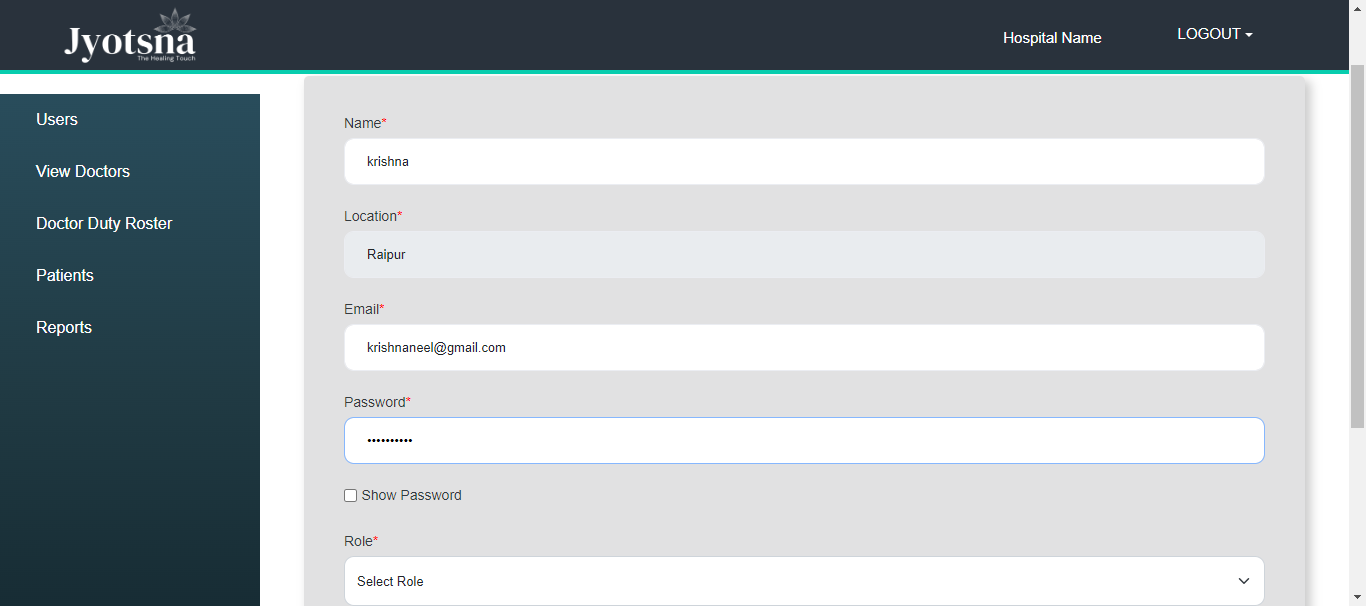 Jyotsna
The Healing Touch
Hospital Name
LOGOUT
Users
View Doctors
Doctor Duty Roster
Patients
Reports
Name*
krishna
Location*
Raipur
Email*
krishnaneel@gmail.com
Password*
••••••••••
Show Password
Role*
Select Role